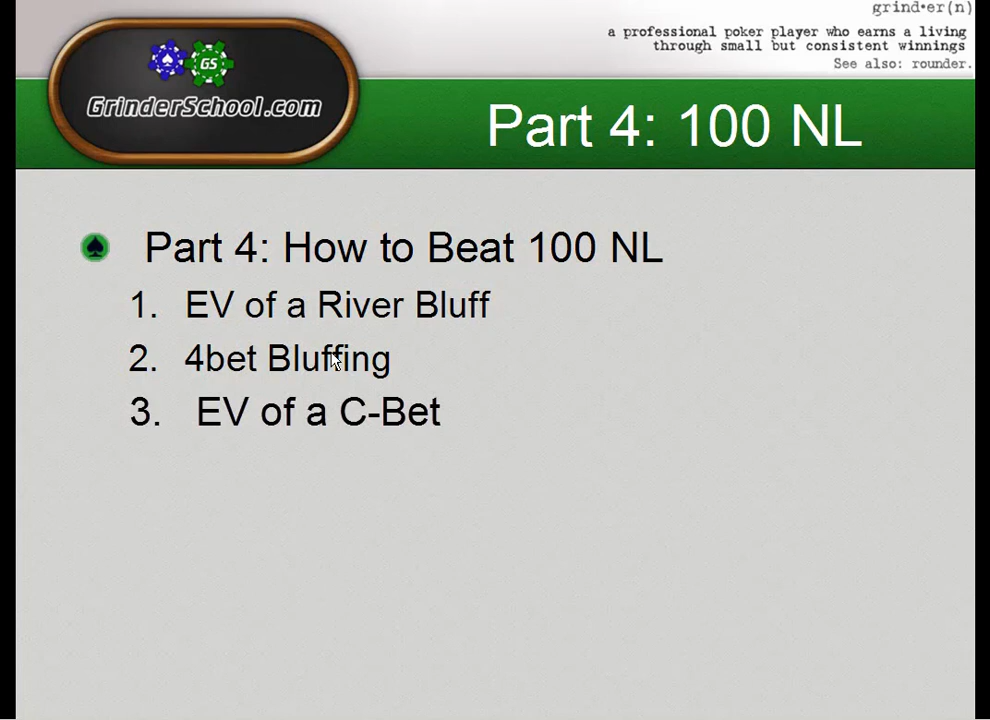 grind•er(n)
a professional poker player who earns a living
through small but consistent winnings
See also: rounder.
GS
GrinderSchool.com
Part 4: 100 NL
Part 4: How to Beat 100 NL
1. EV of a River Bluff
2. 4bet Bluffing
3. EV of a C-Bet